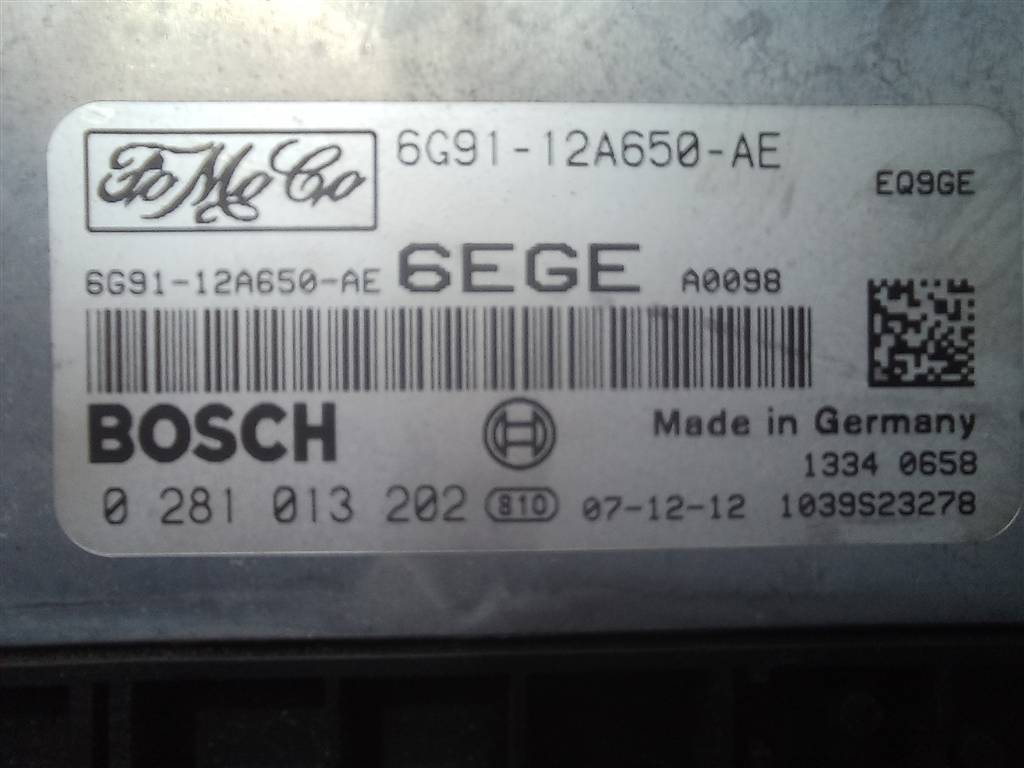 FoMoCo 6G91-12A650-AE
EQ9GE
6G91-12A650-AE 6EGE A0098
BOSCH Made in Germany
1334 0658
0 281 013 202 810 07-12-12 1039S23278